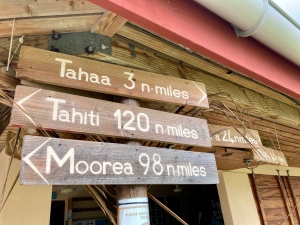 Tahaa 3 n·miles
Tahiti 120 n·miles
Moorea 98 n·miles